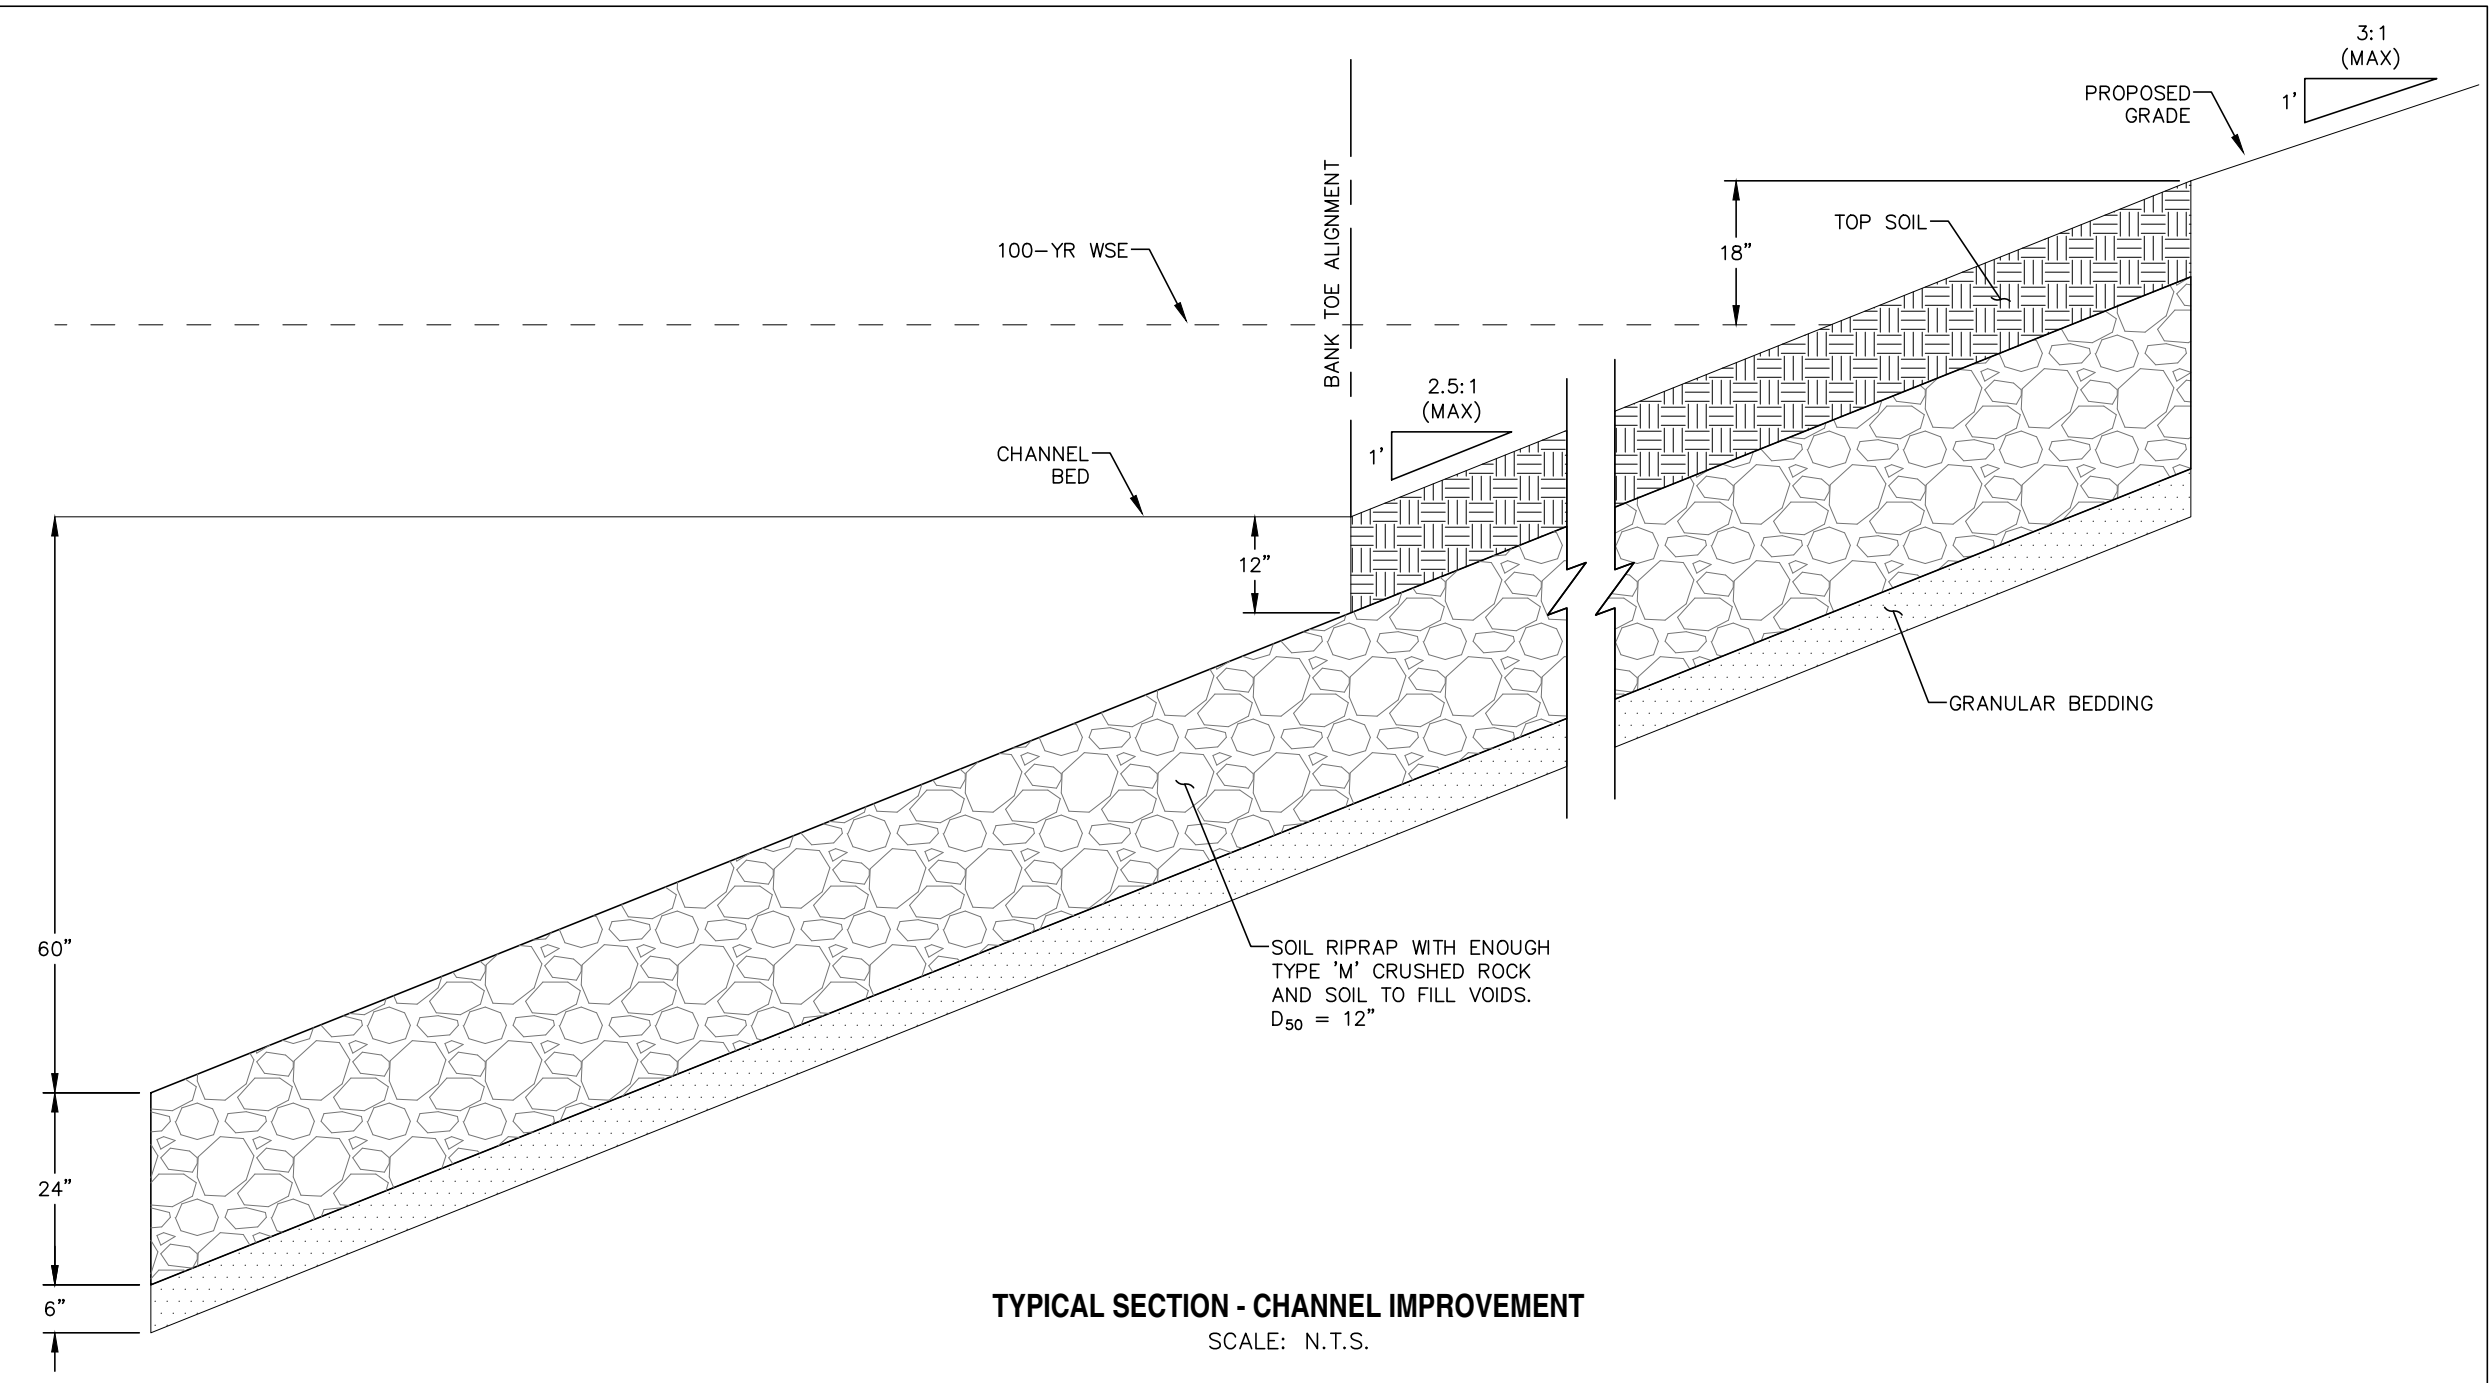 3:1
(MAX)
1'
PROPOSED
GRADE
BANK TOE ALIGNMENT
18"
TOP SOIL
100-YR WSE
2.5:1
(MAX)
1'
CHANNEL
BED
12"
GRANULAR BEDDING
60"
SOIL RIPRAP WITH ENOUGH
TYPE 'M' CRUSHED ROCK
AND SOIL TO FILL VOIDS.
D₅₀ = 12"
24"
6"
TYPICAL SECTION - CHANNEL IMPROVEMENT
SCALE: N.T.S.